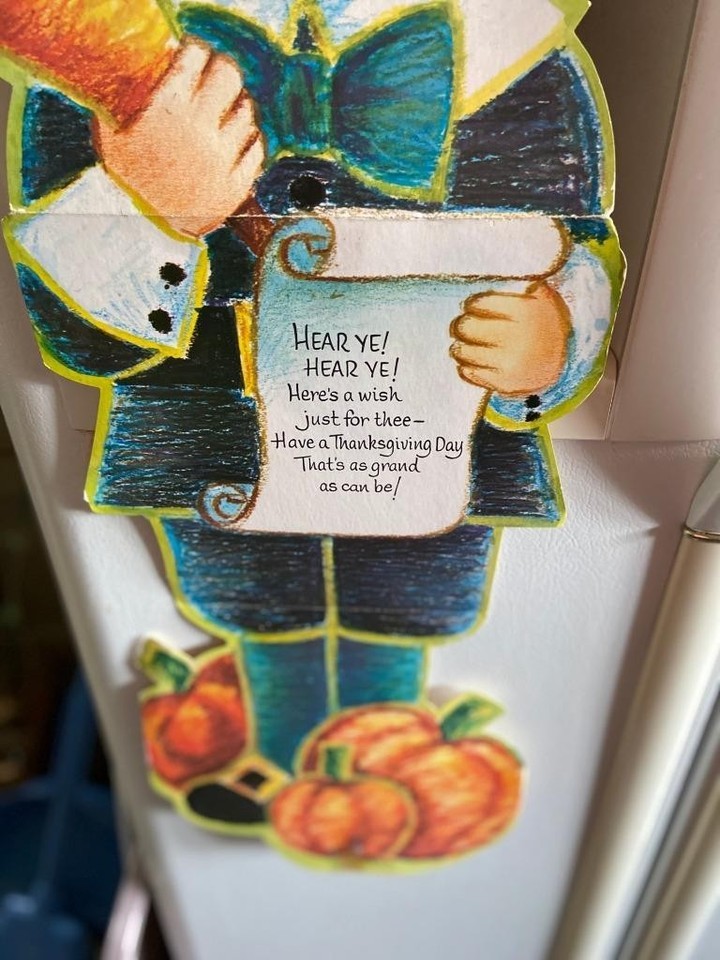 HEAR YE!
HEAR YE!
Here's a wish
just for thee—
Have a Thanksgiving Day
That's as grand
as can be!